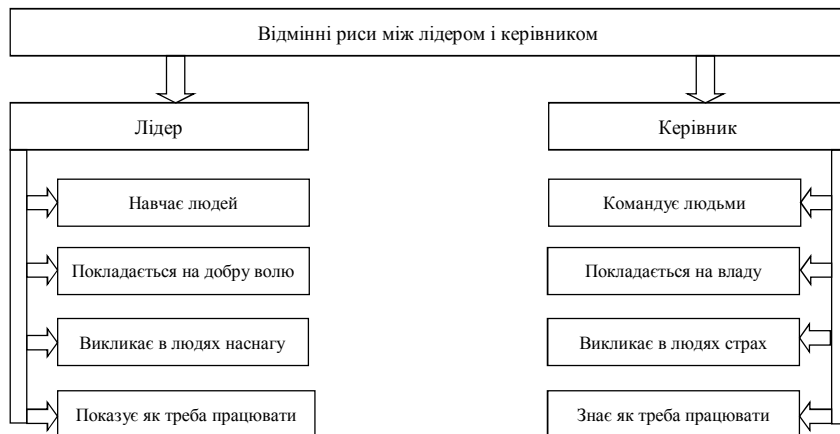 Відмінні риси між лідером і керівником
Лідер
Керівник
Навчає людей
Командує людьми
Покладається на добру волю
Покладається на владу
Викликає в людях наснагу
Викликає в людях страх
Показує як треба працювати
Знає як треба працювати